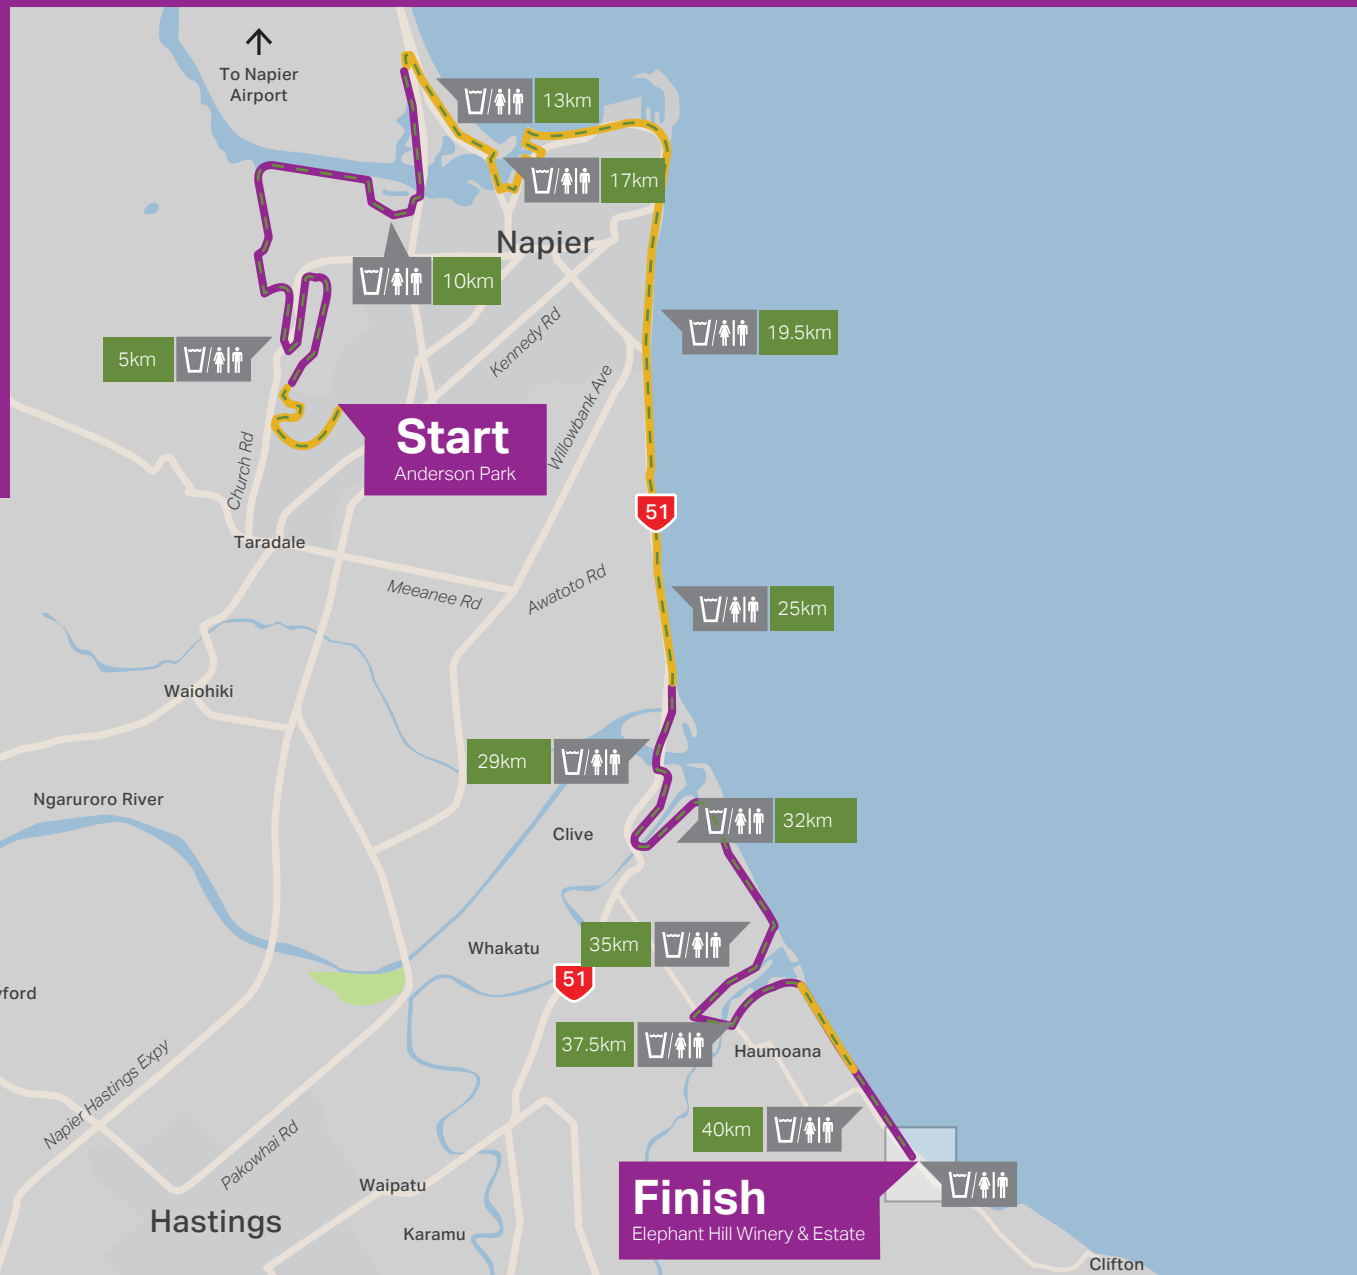 To Napier
Airport
13km
17km
Napier
10km
19.5km
5km
Kennedy Rd
Willowbank Ave
Start
Anderson Park
Church Rd
51
Taradale
Meeanee Rd
Awatoto Rd
25km
Waiohiki
29km
Ngaruroro River
32km
Clive
35km
Whakatu
51
ford
37.5km
Haumoana
Napier Hastings Expy
40km
Pakowhai Rd
Waipatu
Finish
Elephant Hill Winery & Estate
Hastings
Karamu
Clifton